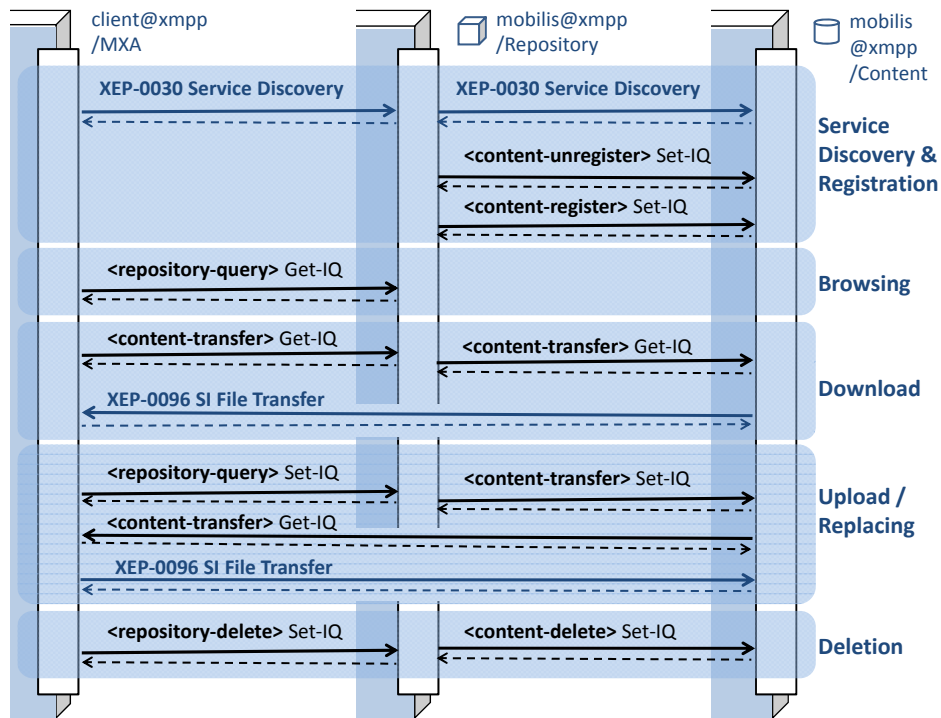 client@xmpp
/MXA
mobilis@xmpp
/Repository
mobilis
@xmpp
/Content
XEP-0030 Service Discovery
XEP-0030 Service Discovery
Service
Discovery &
Registration
<content-unregister> Set-IQ
<content-register> Set-IQ
<repository-query> Get-IQ
Browsing
<content-transfer> Get-IQ
<content-transfer> Get-IQ
Download
XEP-0096 SI File Transfer
<repository-query> Set-IQ
<content-transfer> Set-IQ
Upload /
Replacing
<content-transfer> Get-IQ
XEP-0096 SI File Transfer
<repository-delete> Set-IQ
<content-delete> Set-IQ
Deletion